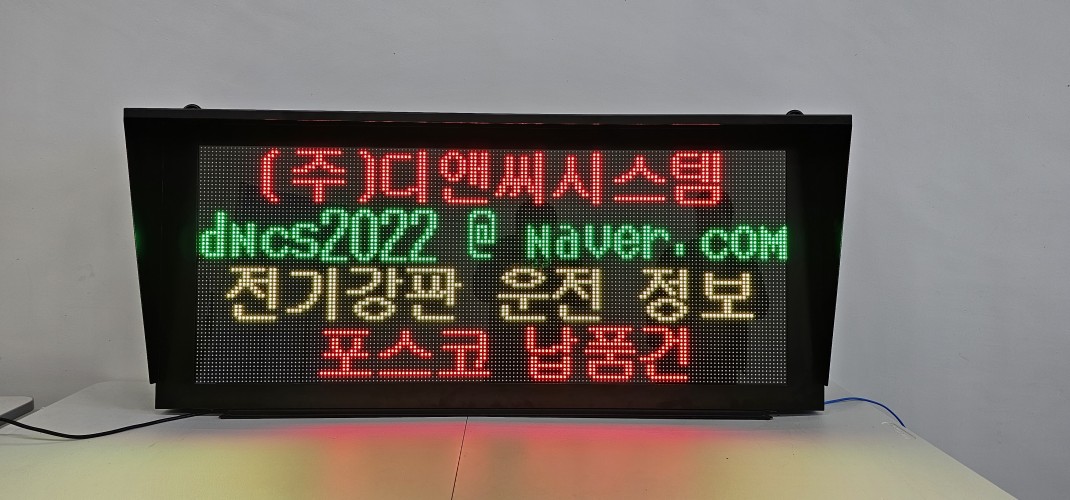 (주)디앤씨시스템
dNcs2022 @ Naver.com
전기강판 운전 정보
포스코 납품건